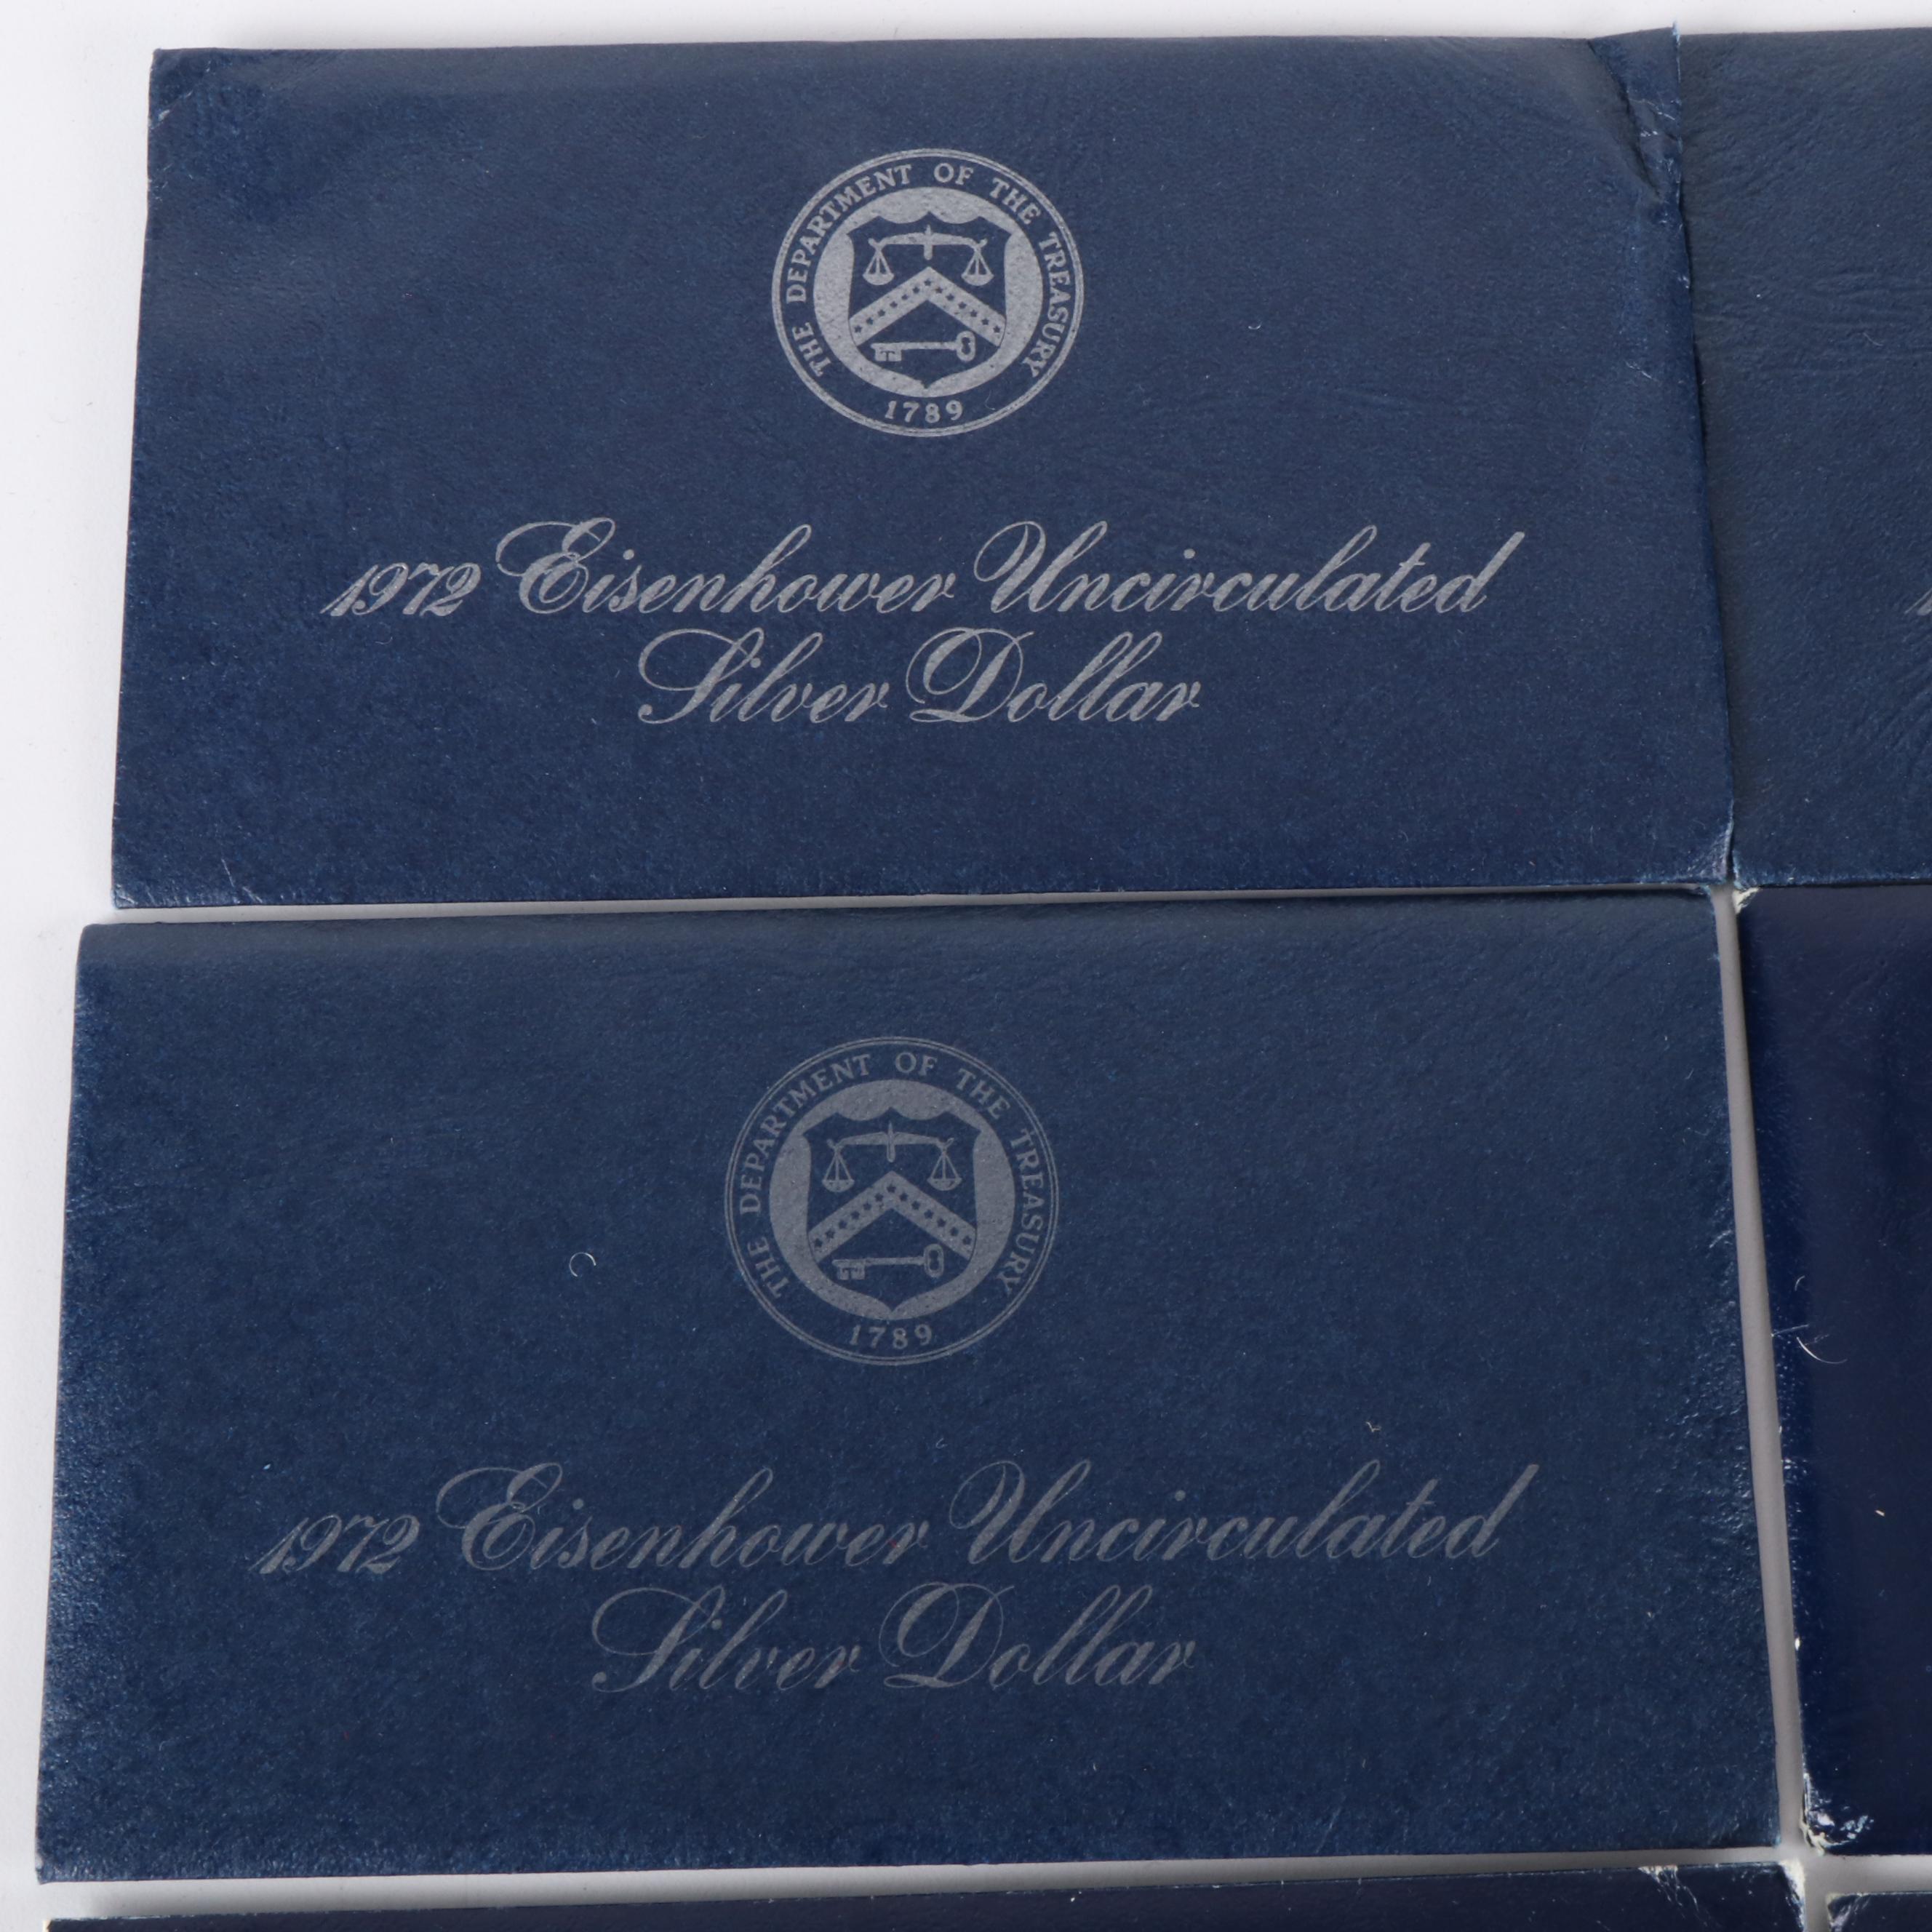 THE DEPARTMENT OF THE TREASURY
1789
1972 Eisenhower Uncirculated
Silver Dollar
THE DEPARTMENT OF THE TREASURY
1789
1972 Eisenhower Uncirculated
Silver Dollar